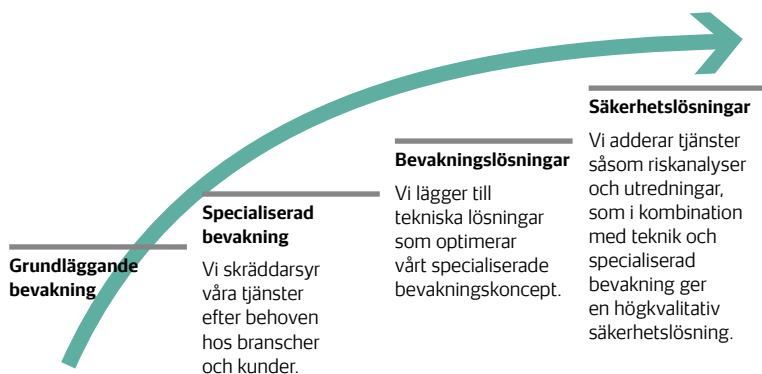 Grundläggande
bevakning
Specialiserad
bevakning
Vi skräddarsyr
våra tjänster
efter behoven
hos branscher
och kunder.
Bevakningslösningar
Vi lägger till
tekniska lösningar
som optimerar
vårt specialiserade
bevakningskoncept.
Säkerhetslösningar
Vi adderar tjänster
såsom riskanalyser
och utredningar,
som i kombination
med teknik och
specialiserad
bevakning ger
en högkvalitativ
säkerhetslösning.